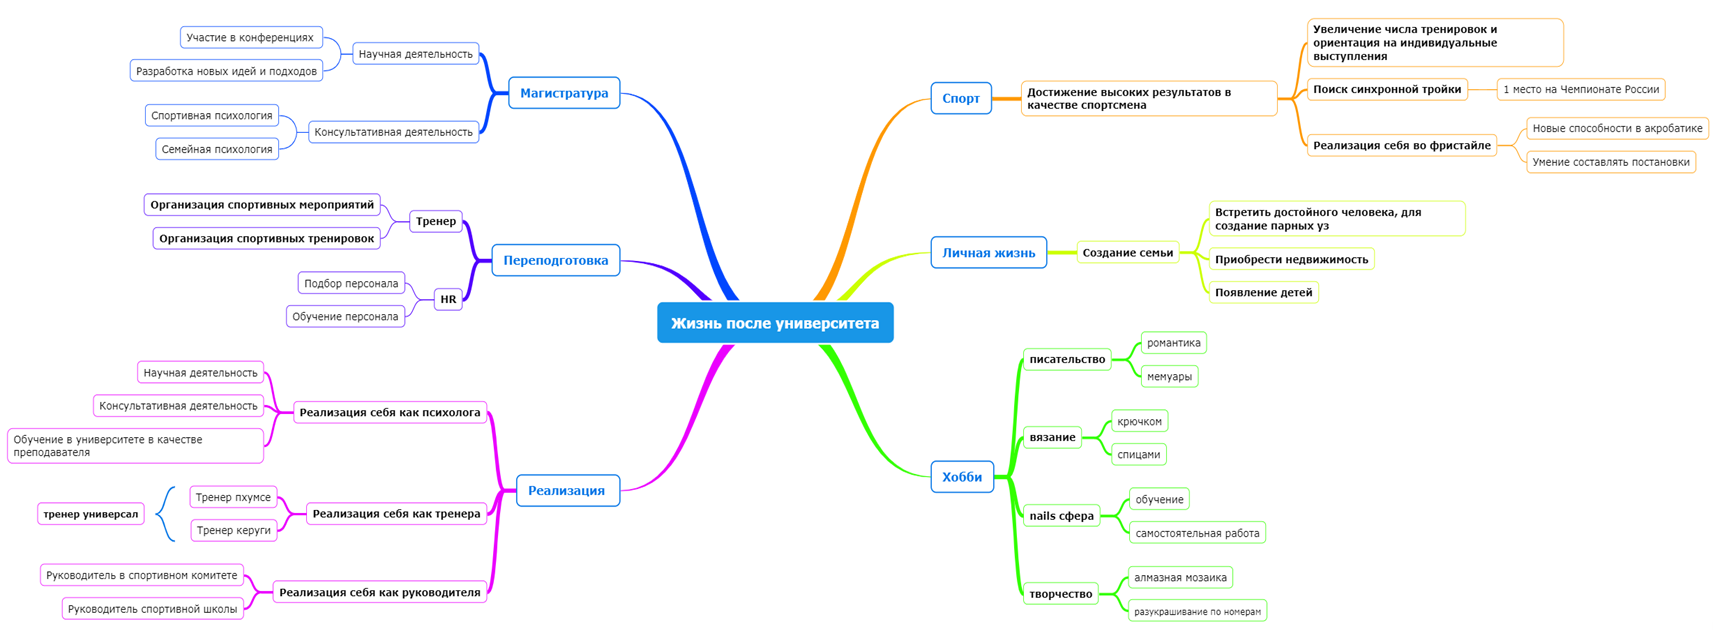 Жизнь после университета
Магистратура
Научная деятельность
Участие в конференциях
Разработка новых идей и подходов
Консультативная деятельность
Спортивная психология
Семейная психология
Переподготовка
Тренер
Организация спортивных мероприятий
Организация спортивных тренировок
HR
Подбор персонала
Обучение персонала
Реализация
Реализация себя как психолога
Научная деятельность
Консультативная деятельность
Обучение в университете в качестве
преподавателя
Реализация себя как тренера
Тренер пхумсе
Тренер керуги
тренер универсал
Реализация себя как руководителя
Руководитель в спортивном комитете
Руководитель спортивной школы
Спорт
Достижение высоких результатов в
качестве спортсмена
Увеличение числа тренировок и
ориентация на индивидуальные
выступления
Поиск синхронной тройки
1 место на Чемпионате России
Реализация себя во фристайле
Новые способности в акробатике
Умение составлять постановки
Личная жизнь
Создание семьи
Встретить достойного человека, для
создание парных уз
Приобрести недвижимость
Появление детей
Хобби
писательство
романтика
мемуары
вязание
крючком
спицами
nails сфера
обучение
самостоятельная работа
творчество
алмазная мозаика
разукрашивание по номерам